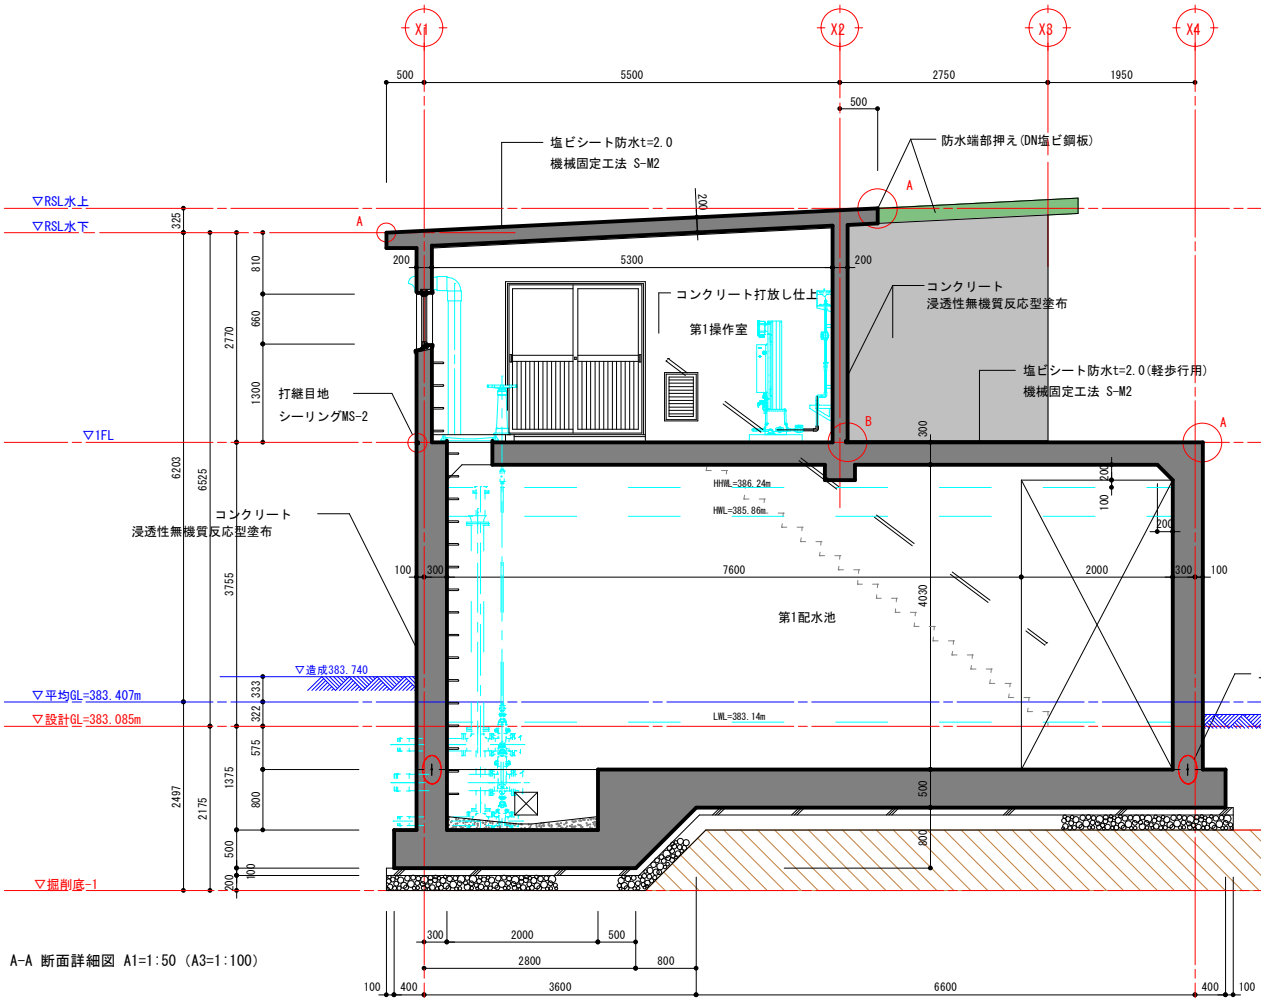 X1
X2
X3
X4
500
5500
2750
1950
500
塩ビシート防水t=2.0
機械固定工法 S-M2
防水端部押え(DN塩ビ鋼板)
▽RSL水上
325
▽RSL水下
A
A
200
200
5300
200
810
660
1300
2770
コンクリート打放し仕上
第1操作室
コンクリート
浸透性無機質反応型塗布
打継目地
シーリングMS-2
塩ビシート防水t=2.0(軽歩行用)
機械固定工法 S-M2
▽1FL
B
300
A
6203
6525
HHWL=386.24m
HWL=385.86m
200
100
200
コンクリート
浸透性無機質反応型塗布
100
300
7600
2000
300
100
3755
4030
第1配水池
▽造成383.740
333
▽平均GL=383.407m
322
▽設計GL=383.085m
LWL=383.14m
575
1375
800
2497
2175
500
500
800
100
200
▽掘削底-1
300
2000
500
2800
800
A-A 断面詳細図 A1=1:50 (A3=1:100)
100
400
3600
6600
400
100